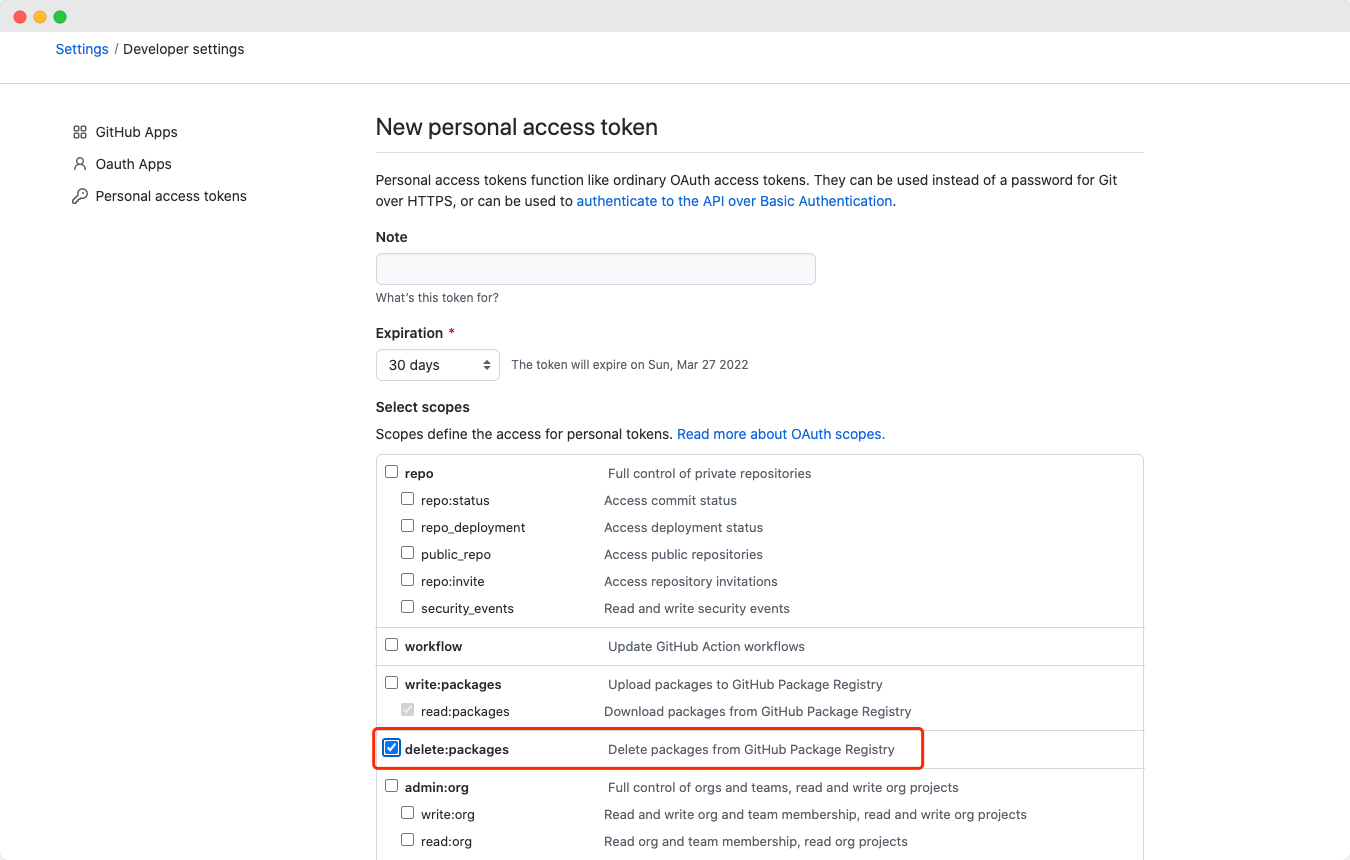 Settings / Developer settings
GitHub Apps
Oauth Apps
Personal access tokens
New personal access token
Personal access tokens function like ordinary OAuth access tokens. They can be used instead of a password for Git
over HTTPS, or can be used to authenticate to the API over Basic Authentication.
Note
What's this token for?
Expiration *
30 days The token will expire on Sun, Mar 27 2022
Select scopes
Scopes define the access for personal tokens. Read more about OAuth scopes.
repo Full control of private repositories
repo:status Access commit status
repo_deployment Access deployment status
public_repo Access public repositories
repo:invite Access repository invitations
security_events Read and write security events
workflow Update GitHub Action workflows
write:packages Upload packages to GitHub Package Registry
read:packages Download packages from GitHub Package Registry
delete:packages Delete packages from GitHub Package Registry
admin:org Full control of orgs and teams, read and write org projects
write:org Read and write org and team membership, read and write org projects
read:org Read org and team membership, read org projects